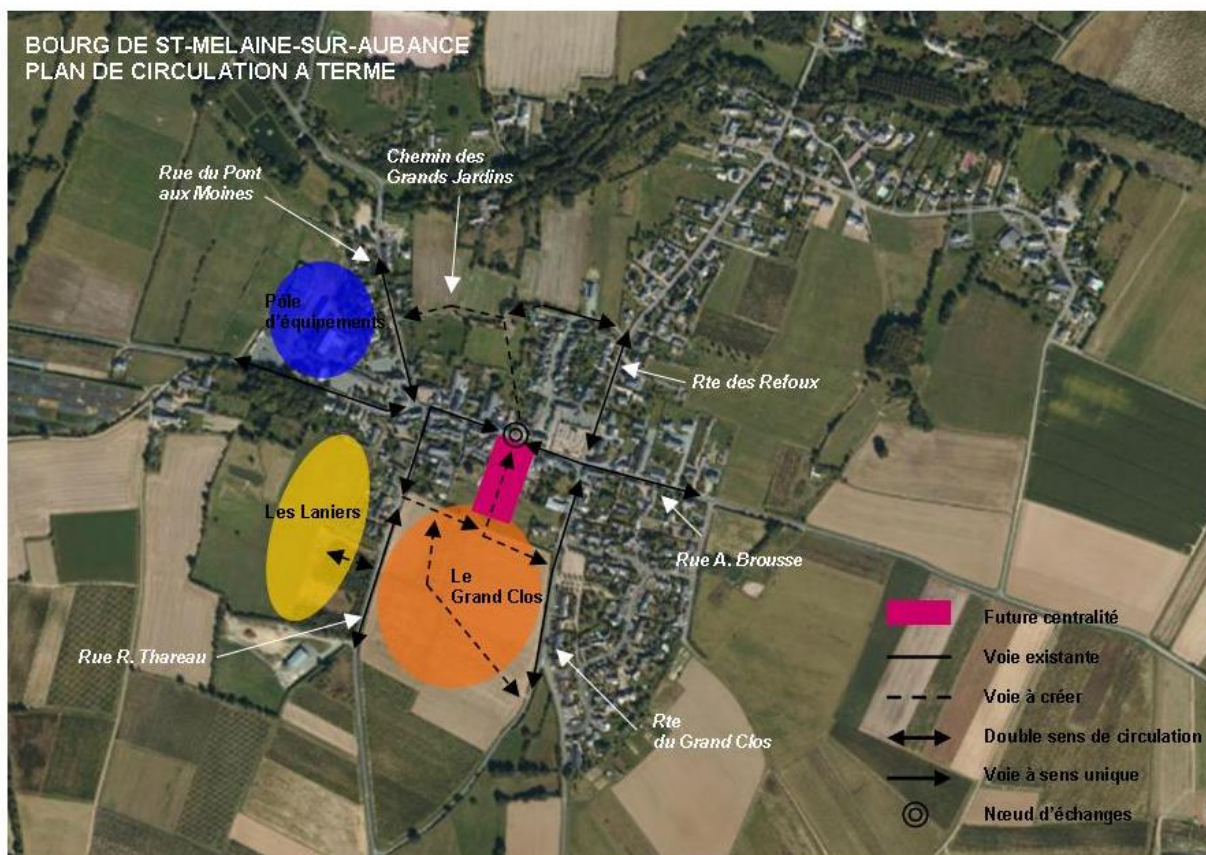 BOURG DE ST-MELAINE-SUR-AUBANCE
PLAN DE CIRCULATION A TERME
Chemin des
Grands Jardins
Rue du Pont
aux Moines
Pôle
d'équipements
Rte des Refoux
Les Laniers
Le
Grand Clos
Rue A. Brousse
Rue R. Thareau
Rte
du Grand Clos
Future centralité
Voie existante
Voie à créer
Double sens de circulation
Voie à sens unique
Nœud d'échanges